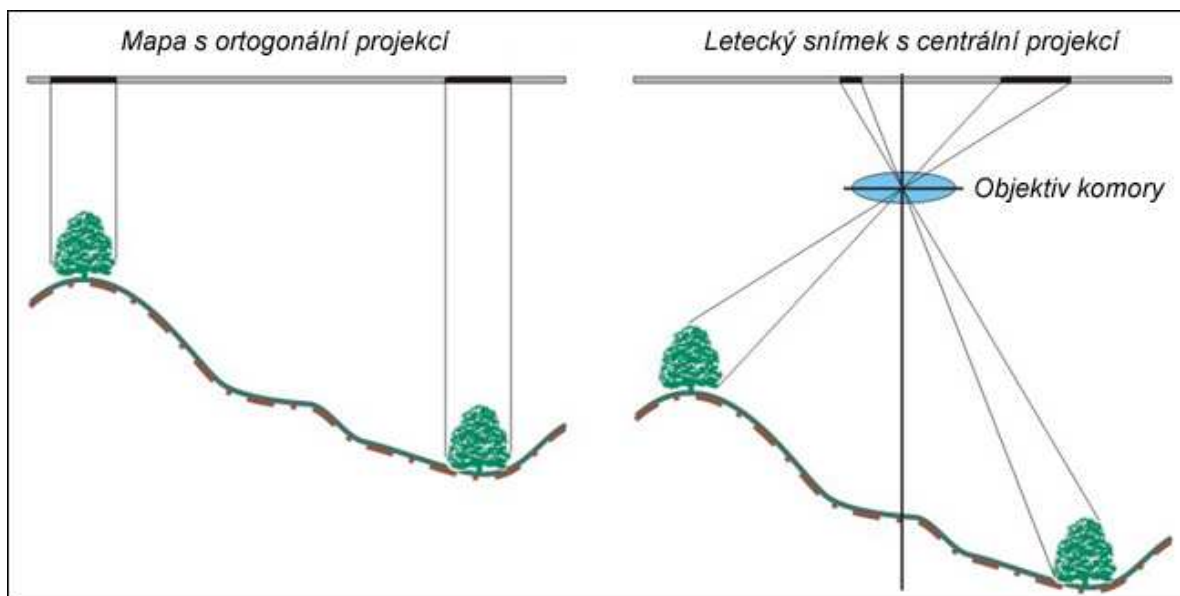 Mapa s ortogonální projekcí
Letecký snímek s centrální projekcí
Objektiv komory